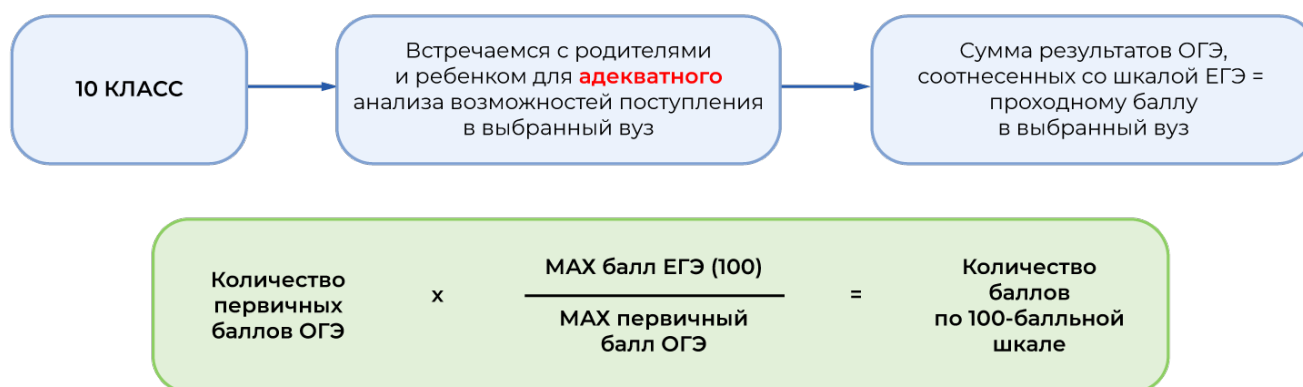 10 КЛАСС
Встречаемся с родителями
и ребенком для адекватного
анализа возможностей поступления
в выбранный вуз
Сумма результатов ОГЭ,
соотнесенных со шкалой ЕГЭ =
проходному баллу
в выбранный вуз
Количество
первичных
баллов ОГЭ
х
МАХ балл ЕГЭ (100)
МАХ первичный
балл ОГЭ
=
Количество
баллов
по 100-балльной
шкале